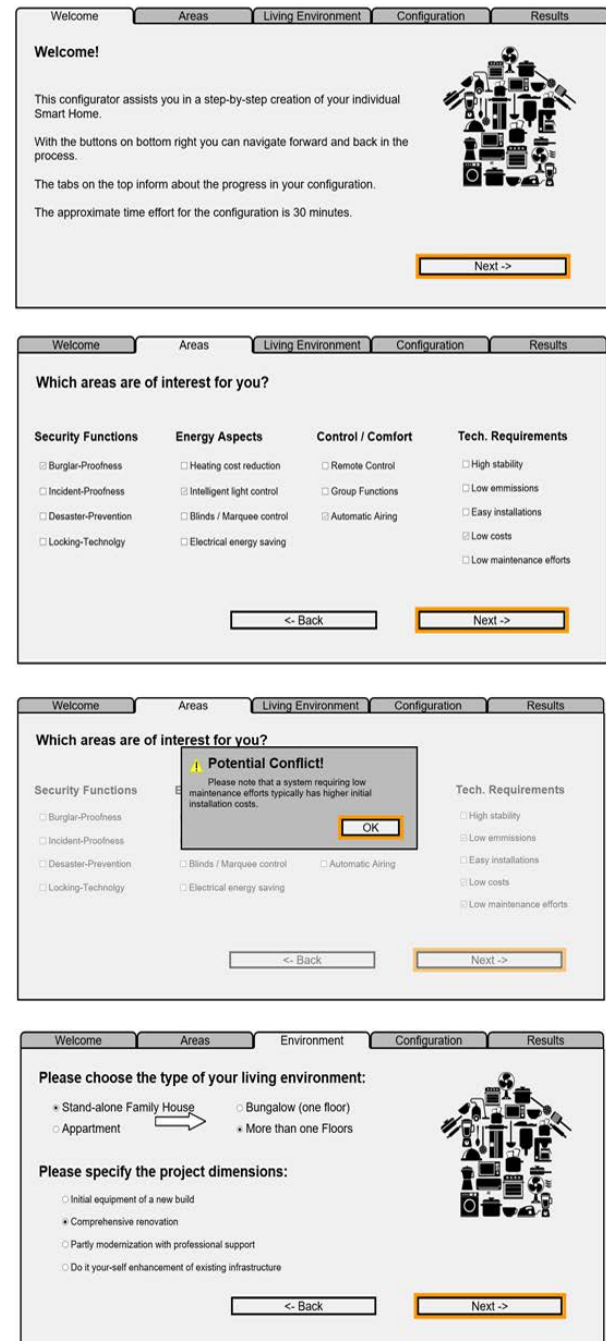 Welcome Areas Living Environment Configuration Results
Welcome!
This configurator assists you in a step-by-step creation of your individual
Smart Home.
With the buttons on bottom right you can navigate forward and back in the
process.
The tabs on the top inform about the progress in your configuration.
The approximate time effort for the configuration is 30 minutes.
Next ->
Welcome Areas Living Environment Configuration Results
Which areas are of interest for you?
Security Functions Energy Aspects Control / Comfort Tech. Requirements
Burglar-Proofness Heating cost reduction Remote Control High stability
Incident-Proofness Intelligent light control Group Functions Low emmissions
Desaster-Prevention Blinds / Marquee control Automatic Airing Easy installations
Locking-Technolgy Electrical energy saving Low costs
Low maintenance efforts
<- Back Next ->
Welcome Areas Living Environment Configuration Results
Which areas are of interest for you?
Potential Conflict!
Please note that a system requiring low
maintenance efforts typically has higher initial
installation costs.
OK
Security Functions E Tech. Requirements
Burglar-Proofness High stability
Incident-Proofness Low emmissions
Desaster-Prevention Blinds / Marquee control Automatic Airing Easy installations
Locking-Technolgy Electrical energy saving Low costs
Low maintenance efforts
<- Back Next ->
Welcome Areas Environment Configuration Results
Please choose the type of your living environment:
Stand-alone Family House Bungalow (one floor)
Appartment More than one Floors
Please specify the project dimensions:
Initial equipment of a new build
Comprehensive renovation
Partly modernization with professional support
Do it your-self enhancement of existing infrastructure
<- Back Next ->